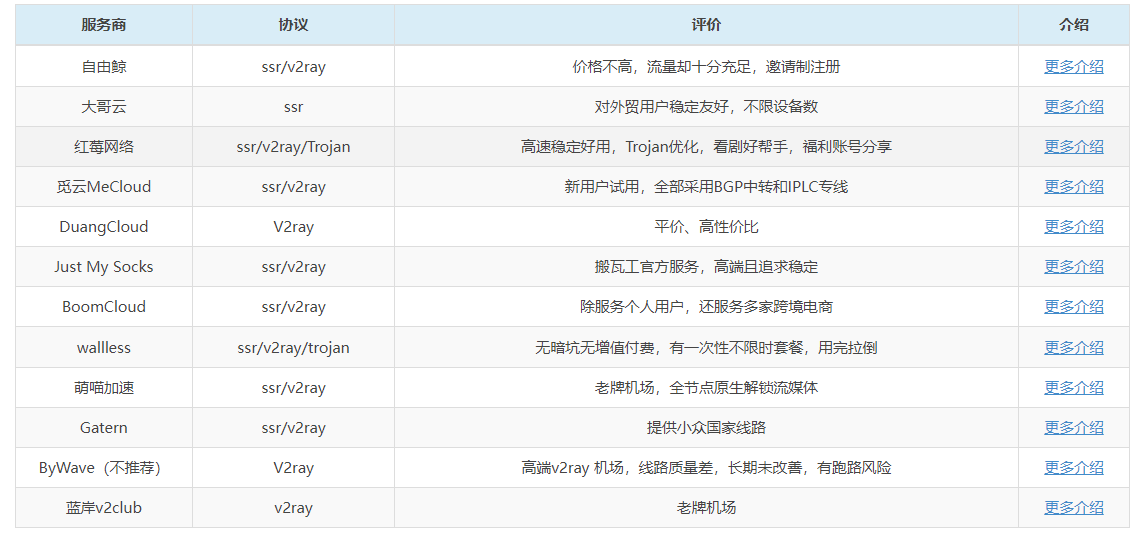 服务商 协议 评价 介绍
自由鲸 ssr/v2ray 价格不高，流量却十分充足，邀请制注册 更多介绍
大哥云 ssr 对外贸用户稳定友好，不限设备数 更多介绍
红莓网络 ssr/v2ray/Trojan 高速稳定好用，Trojan优化，看剧好帮手，福利账号分享 更多介绍
觅云MeCloud ssr/v2ray 新用户试用，全部采用BGP中转和IPLC专线 更多介绍
DuangCloud V2ray 平价、高性价比 更多介绍
Just My Socks ssr/v2ray 搬瓦工官方服务，高端且追求稳定 更多介绍
BoomCloud ssr/v2ray 除服务个人用户，还服务多家跨境电商 更多介绍
wallless ssr/v2ray/trojan 无暗坑无增值付费，有一次性不限时套餐，用完拉倒 更多介绍
萌喵加速 ssr/v2ray 老牌机场，全节点原生解锁流媒体 更多介绍
Gatern ssr/v2ray 提供小众国家线路 更多介绍
ByWave（不推荐） V2ray 高端v2ray 机场，线路质量差，长期未改善，有跑路风险 更多介绍
蓝岸v2club v2ray 老牌机场 更多介绍